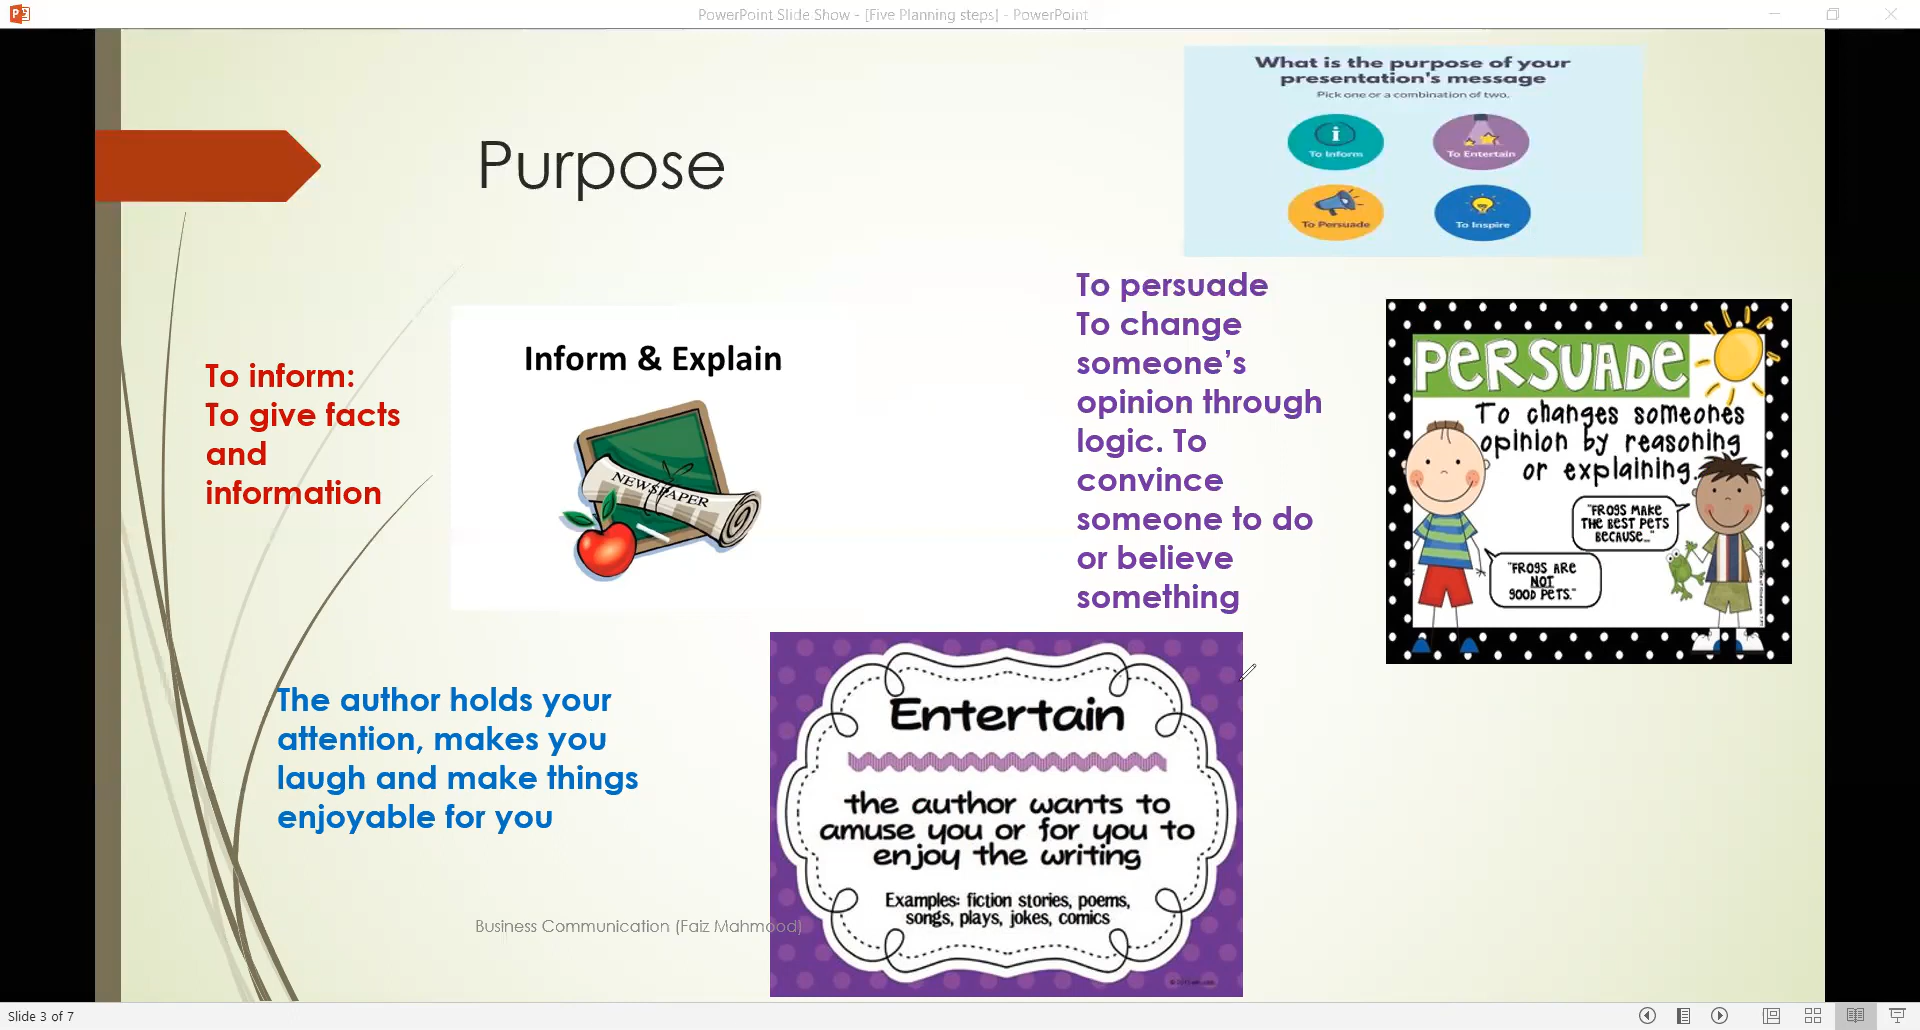 PowerPoint Slide Show - [Five Planning steps] - PowerPoint
What is the purpose of your
presentation's message
Pick one or a combination of two.
To Inform
To Entertain
To Persuade
To Inspire
Purpose
To inform:
To give facts
and
information
Inform & Explain
NEWSPAPER
To persuade
To change
someone’s
opinion through
logic. To
convince
someone to do
or believe
something
PERSUADE
To changes someones
opinion by reasoning
or explaining.
"FROGS MAKE
THE BEST PETS
BECAUSE..."
"FROGS ARE
NOT
GOOD PETS."
The author holds your
attention, makes you
laugh and make things
enjoyable for you
Entertain
the author wants to
amuse you or for you to
enjoy the writing
Examples: fiction stories, poems,
songs, plays, jokes, comics
Business Communication (Faiz Mahmood)
Slide 3 of 7